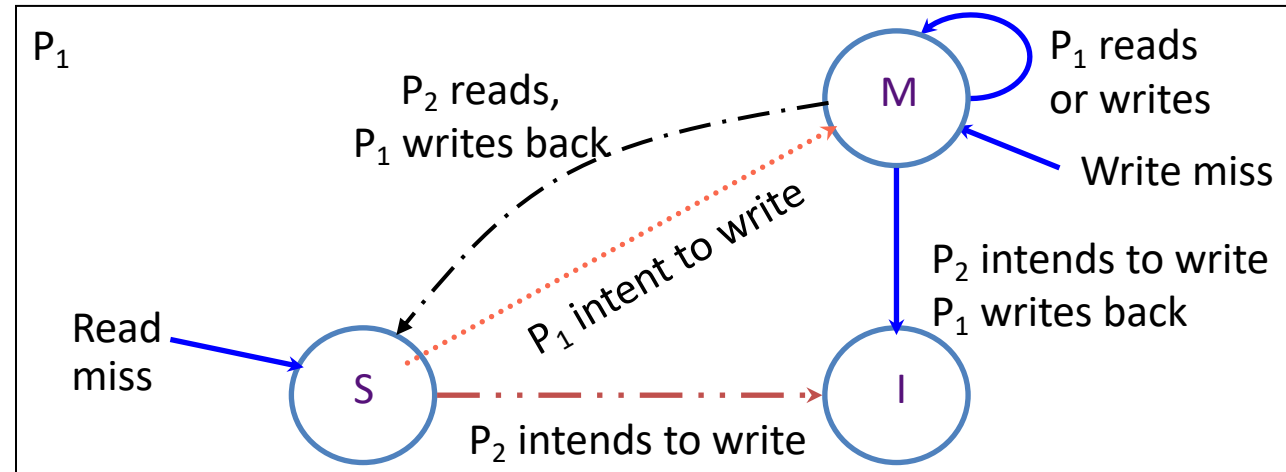 P₁
P₂ reads,
P₁ writes back
M
P₁ reads
or writes
Write miss
P₁ intent to write
P₂ intends to write
P₁ writes back
Read
miss
S
I
P₂ intends to write